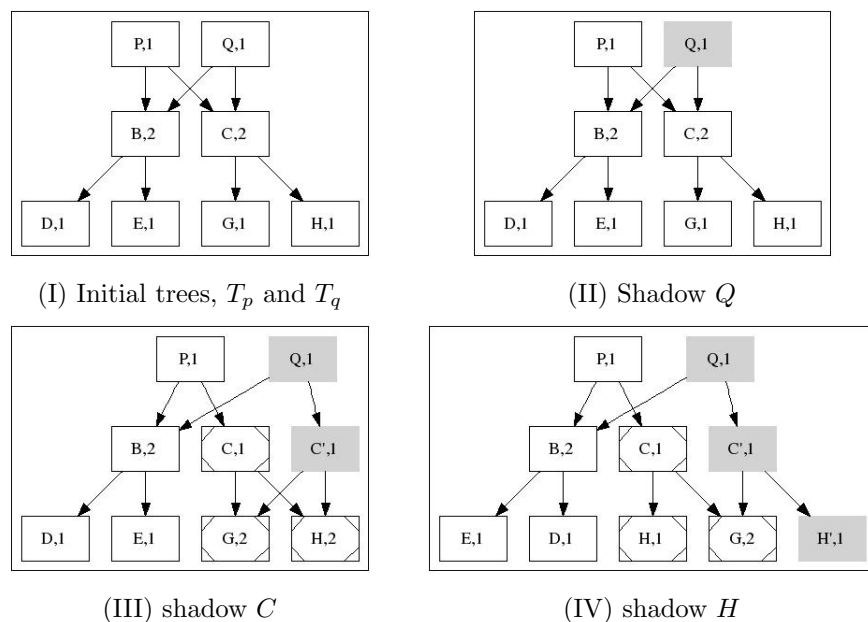 P,1 Q,1
B,2 C,2
D,1 E,1 G,1 H,1
(I) Initial trees, T_p and T_q
P,1 Q,1
B,2 C,2
D,1 E,1 G,1 H,1
(II) Shadow Q
P,1 Q,1
B,2 C,1 C',1
D,1 E,1 G,2 H,2
(III) shadow C
P,1 Q,1
B,2 C,1 C',1
E,1 D,1 H,1 G,2 H',1
(IV) shadow H